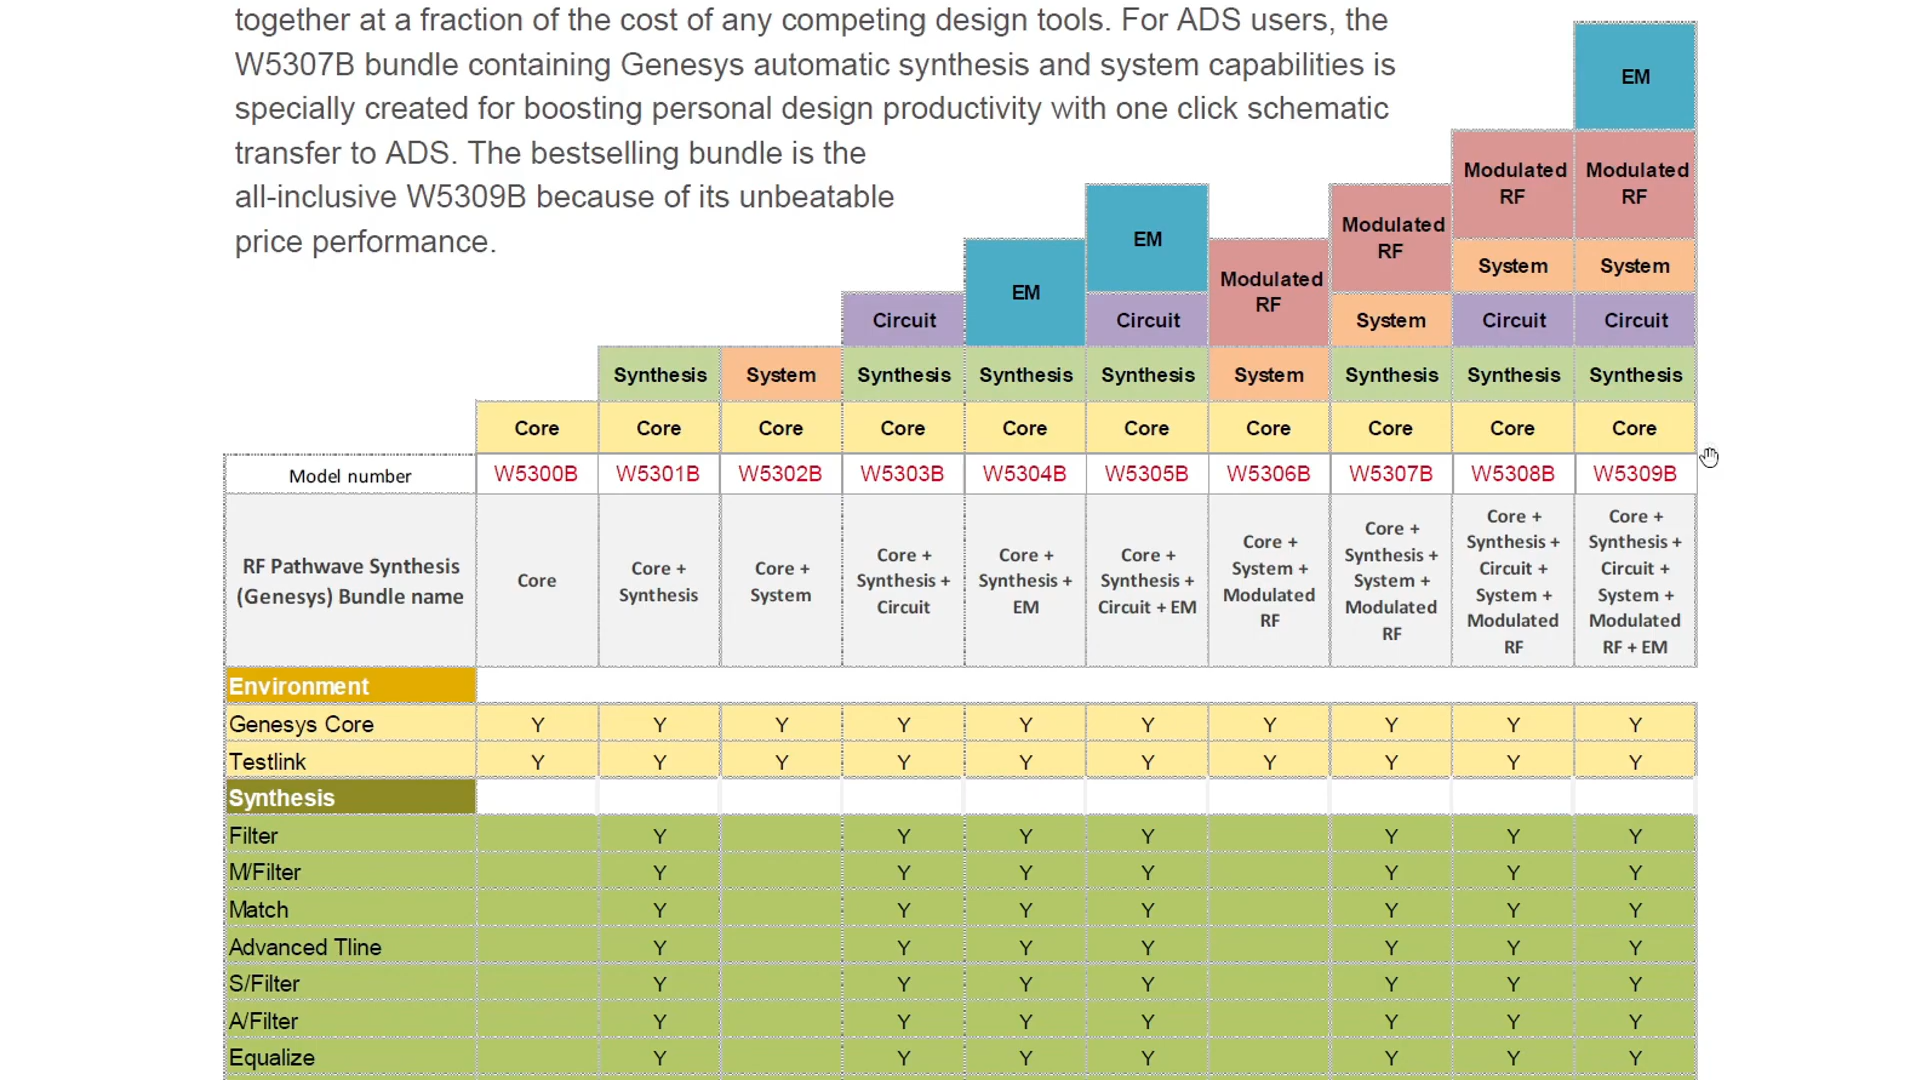 together at a fraction of the cost of any competing design tools. For ADS users, the
W5307B bundle containing Genesys automatic synthesis and system capabilities is
specially created for boosting personal design productivity with one click schematic
transfer to ADS. The bestselling bundle is the
all-inclusive W5309B because of its unbeatable
price performance.
EM
Modulated RF Modulated RF
EM Modulated RF System System
EM Modulated RF
Circuit Circuit System Circuit Circuit
Synthesis System Synthesis Synthesis Synthesis System Synthesis Synthesis Synthesis
Core Core Core Core Core Core Core Core Core Core
Model number W5300B W5301B W5302B W5303B W5304B W5305B W5306B W5307B W5308B W5309B
RF Pathwave Synthesis
(Genesys) Bundle name
Core
Core +
Synthesis
Core +
System
Core +
Synthesis +
Circuit
Core +
Synthesis +
EM
Core +
Synthesis +
Circuit + EM
Core +
System +
Modulated
RF
Core +
Synthesis +
System +
Modulated
RF
Core +
Synthesis +
Circuit +
System +
Modulated
RF
Core +
Synthesis +
Circuit +
System +
Modulated
RF + EM
Environment
Genesys Core Y Y Y Y Y Y Y Y Y Y
Testlink Y Y Y Y Y Y Y Y Y Y
Synthesis
Filter Y Y Y Y Y Y Y
M/Filter Y Y Y Y Y Y Y
Match Y Y Y Y Y Y Y
Advanced Tline Y Y Y Y Y Y Y
S/Filter Y Y Y Y Y Y Y
A/Filter Y Y Y Y Y Y Y
Equalize Y Y Y Y Y Y Y